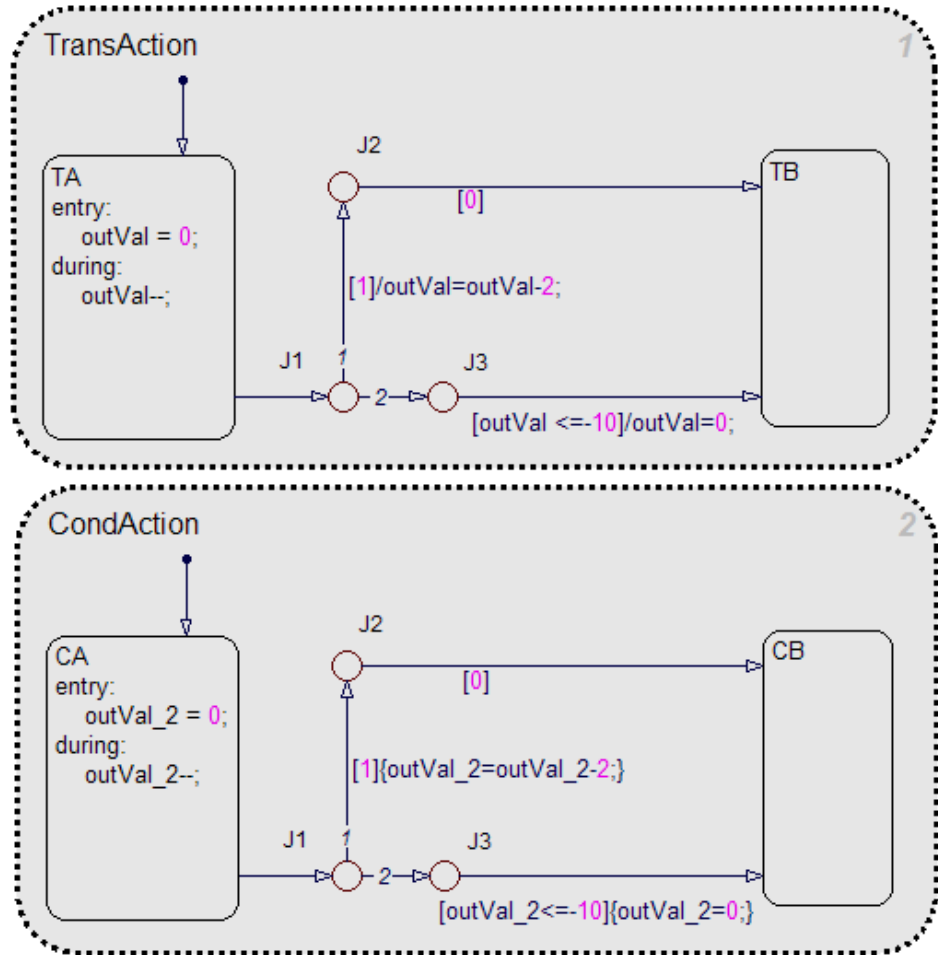 TransAction
1
J2
TA
entry:
outVal = 0;
during:
outVal--;
TB
[0]
[1]/outVal=outVal-2;
J1
1
J3
2
[outVal <=-10]/outVal=0;
CondAction
2
J2
CA
entry:
outVal_2 = 0;
during:
outVal_2--;
CB
[0]
[1]{outVal_2=outVal_2-2;}
J1
1
J3
2
[outVal_2<=-10]{outVal_2=0;}